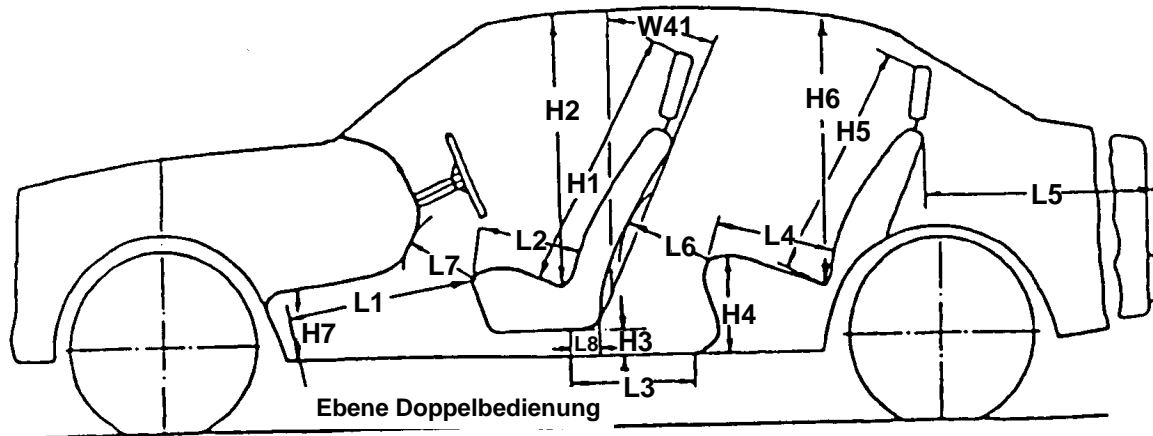 W41
H2
H6
H5
H1
L5
L2
L4
L6
L7
L1
H4
H7
L8
H3
L3
Ebene Doppelbedienung